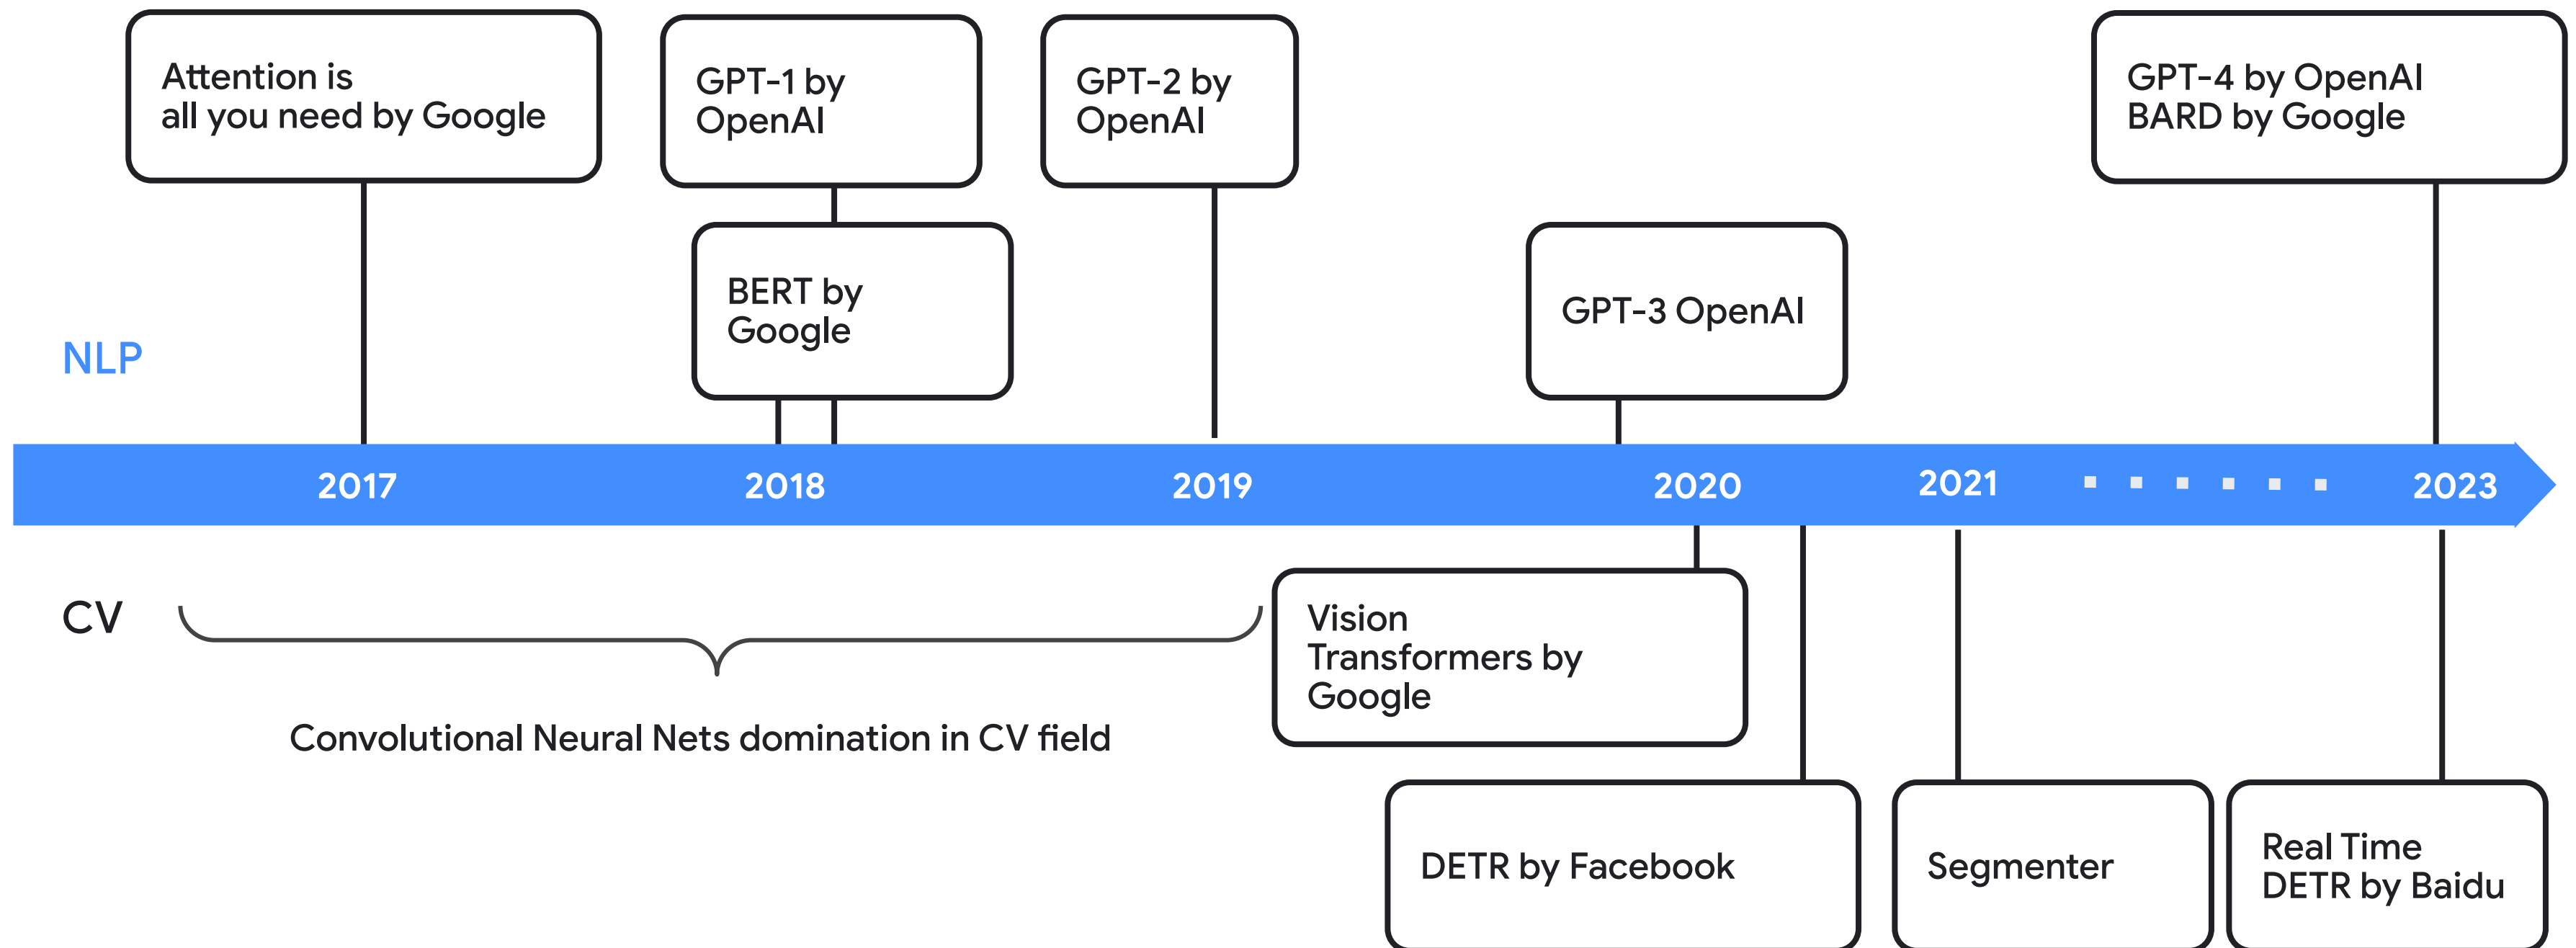 Attention is
all you need by Google
GPT-1 by
OpenAI
GPT-2 by
OpenAI
GPT-4 by OpenAI
BARD by Google
BERT by
Google
GPT-3 OpenAI
NLP
2017
2018
2019
2020
2021
2023
CV
Convolutional Neural Nets domination in CV field
Vision
Transformers by
Google
DETR by Facebook
Segmenter
Real Time
DETR by Baidu